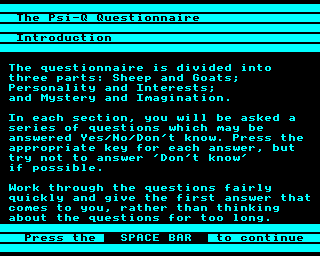 The Psi-Q Questionnaire
Introduction
The questionnaire is divided into
three parts: Sheep and Goats;
Personality and Interests;
and Mystery and Imagination.
In each section, you will be asked a
series of questions which may be
answered Yes/No/Don't know. Press the
appropriate key for each answer, but
try not to answer 'Don't know'
if possible.
Work through the questions fairly
quickly and give the first answer that
comes to you, rather than thinking
about the questions for too long.
Press the SPACE BAR to continue